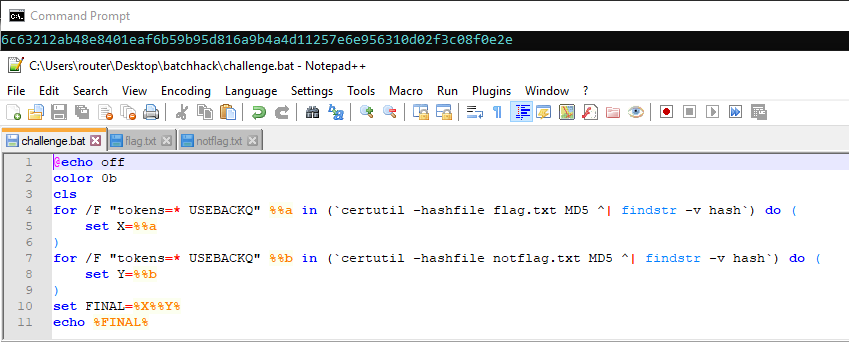 Command Prompt
6c63212ab48e8401eaf6b59b95d816a9b4a4d11257e6e956310d02f3c08f0e2e
C:\Users\router\Desktop\batchhack\challenge.bat - Notepad++
File Edit Search View Encoding Language Settings Tools Macro Run Plugins Window ?
challenge.bat flag.txt notflag.txt
1 @echo off
2 color 0b
3 cls
4 for /F "tokens=* USEBACKQ" %%a in (`certutil -hashfile flag.txt MD5 ^| findstr -v hash`) do (
5 set X=%%a
6 )
7 for /F "tokens=* USEBACKQ" %%b in (`certutil -hashfile notflag.txt MD5 ^| findstr -v hash`) do (
8 set Y=%%b
9 )
10 set FINAL=%X%%Y%
11 echo %FINAL%